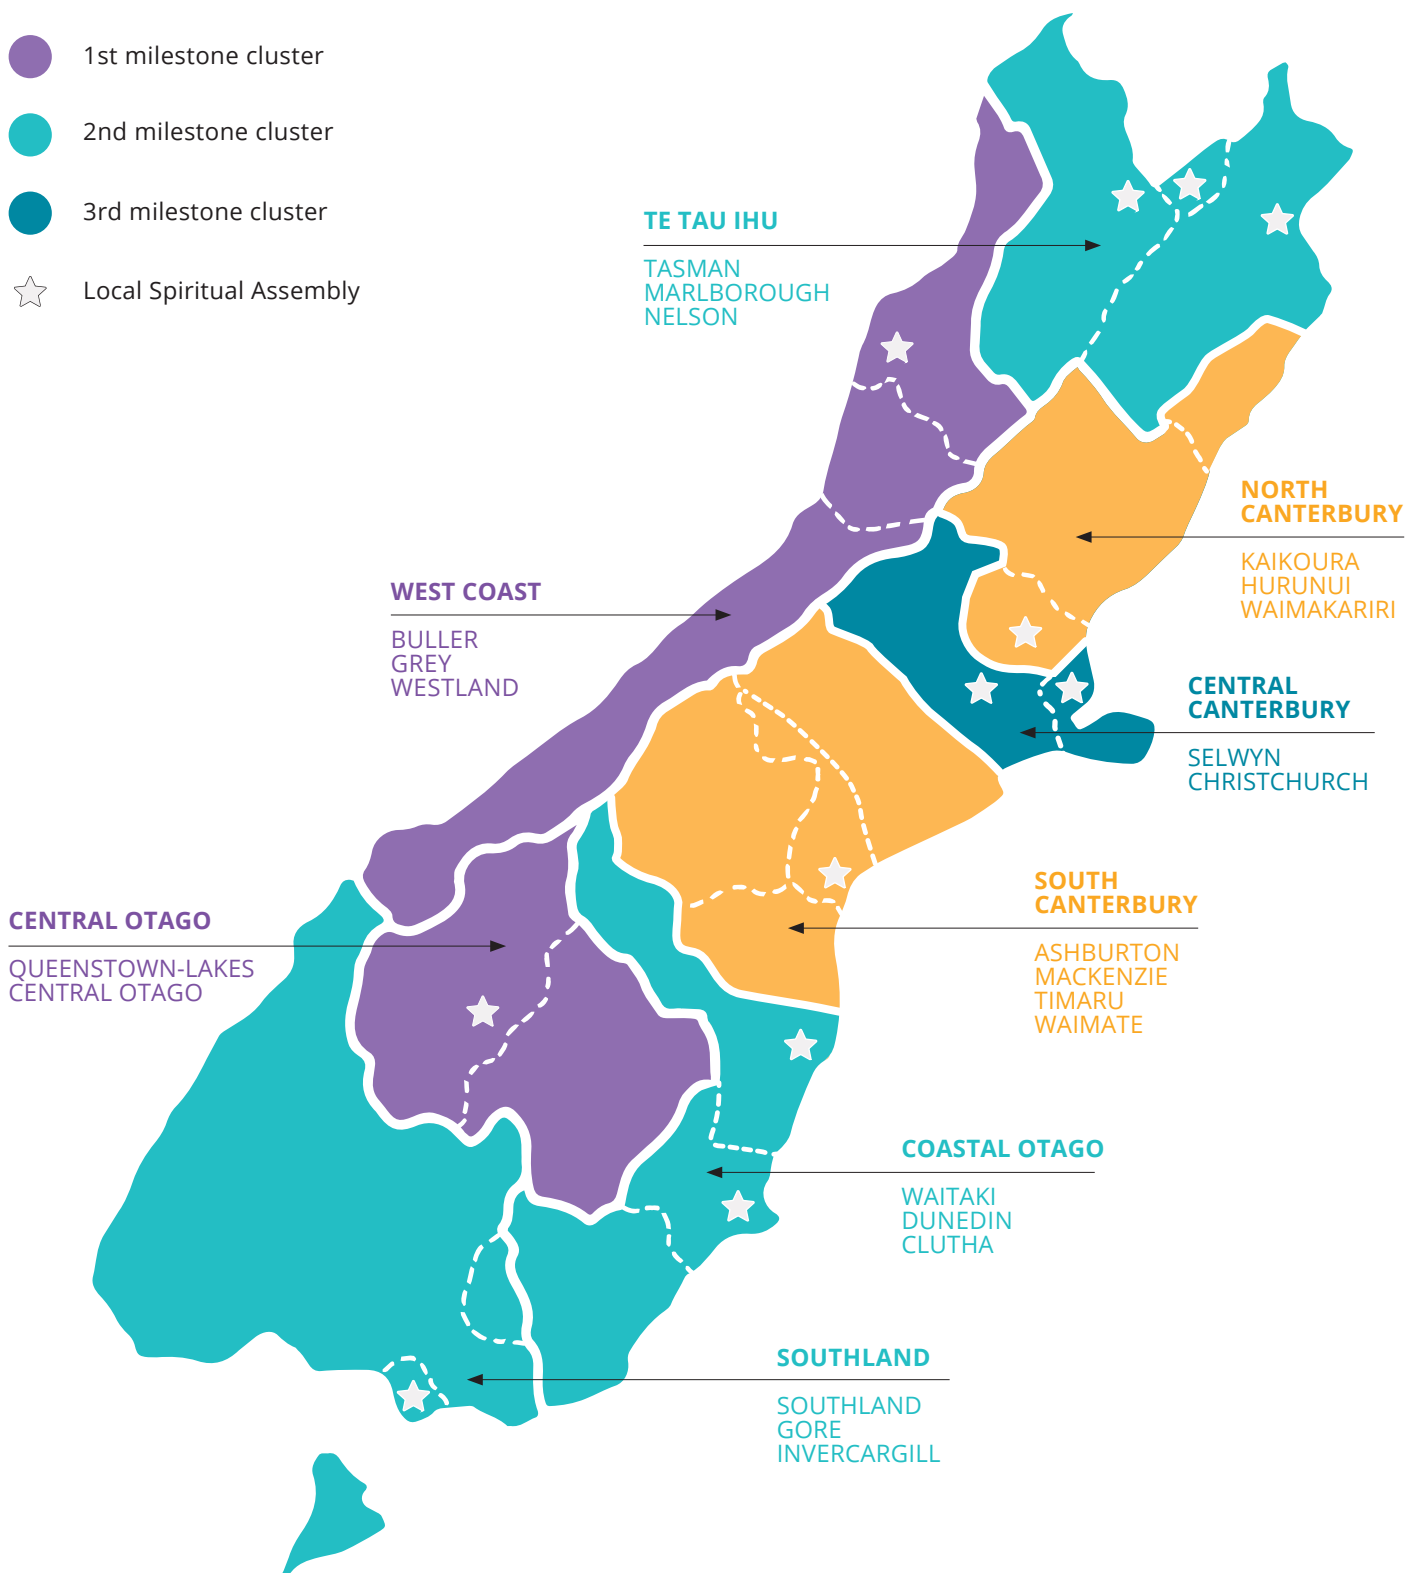 1st milestone cluster
2nd milestone cluster
3rd milestone cluster
Local Spiritual Assembly
TE TAU IHU
TASMAN
MARLBOROUGH
NELSON
NORTH
CANTERBURY
KAIKOURA
HURUNUI
WAIMAKARIRI
WEST COAST
BULLER
GREY
WESTLAND
CENTRAL
CANTERBURY
SELWYN
CHRISTCHURCH
SOUTH
CANTERBURY
ASHBURTON
MACKENZIE
TIMARU
WAIMATE
CENTRAL OTAGO
QUEENSTOWN-LAKES
CENTRAL OTAGO
COASTAL OTAGO
WAITAKI
DUNEDIN
CLUTHA
SOUTHLAND
SOUTHLAND
GORE
INVERCARGILL